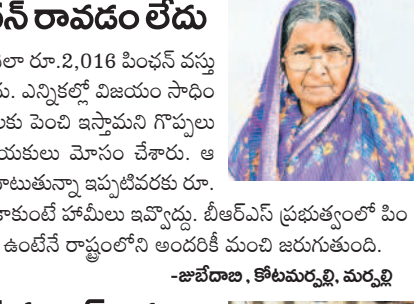 రావడం లేదు
లా రూ.2,016 పింఛన్ వస్తు
ఎన్నికల్లో విజయం సాధిం
పెంచి ఇస్తామని గొప్పలు
మోసం చేశారు. ఆ
ఇప్పటివరకు రూ.
హామీలు ఇవ్వొద్దు. బీఆర్ఎస్ ప్రభుత్వంలో పిం
ఉంటేనే రాష్ట్రంలోని అందరికీ మంచి జరుగుతుంది.
-జుబేదాబి, కోటమర్పల్లి, మర్పల్లి